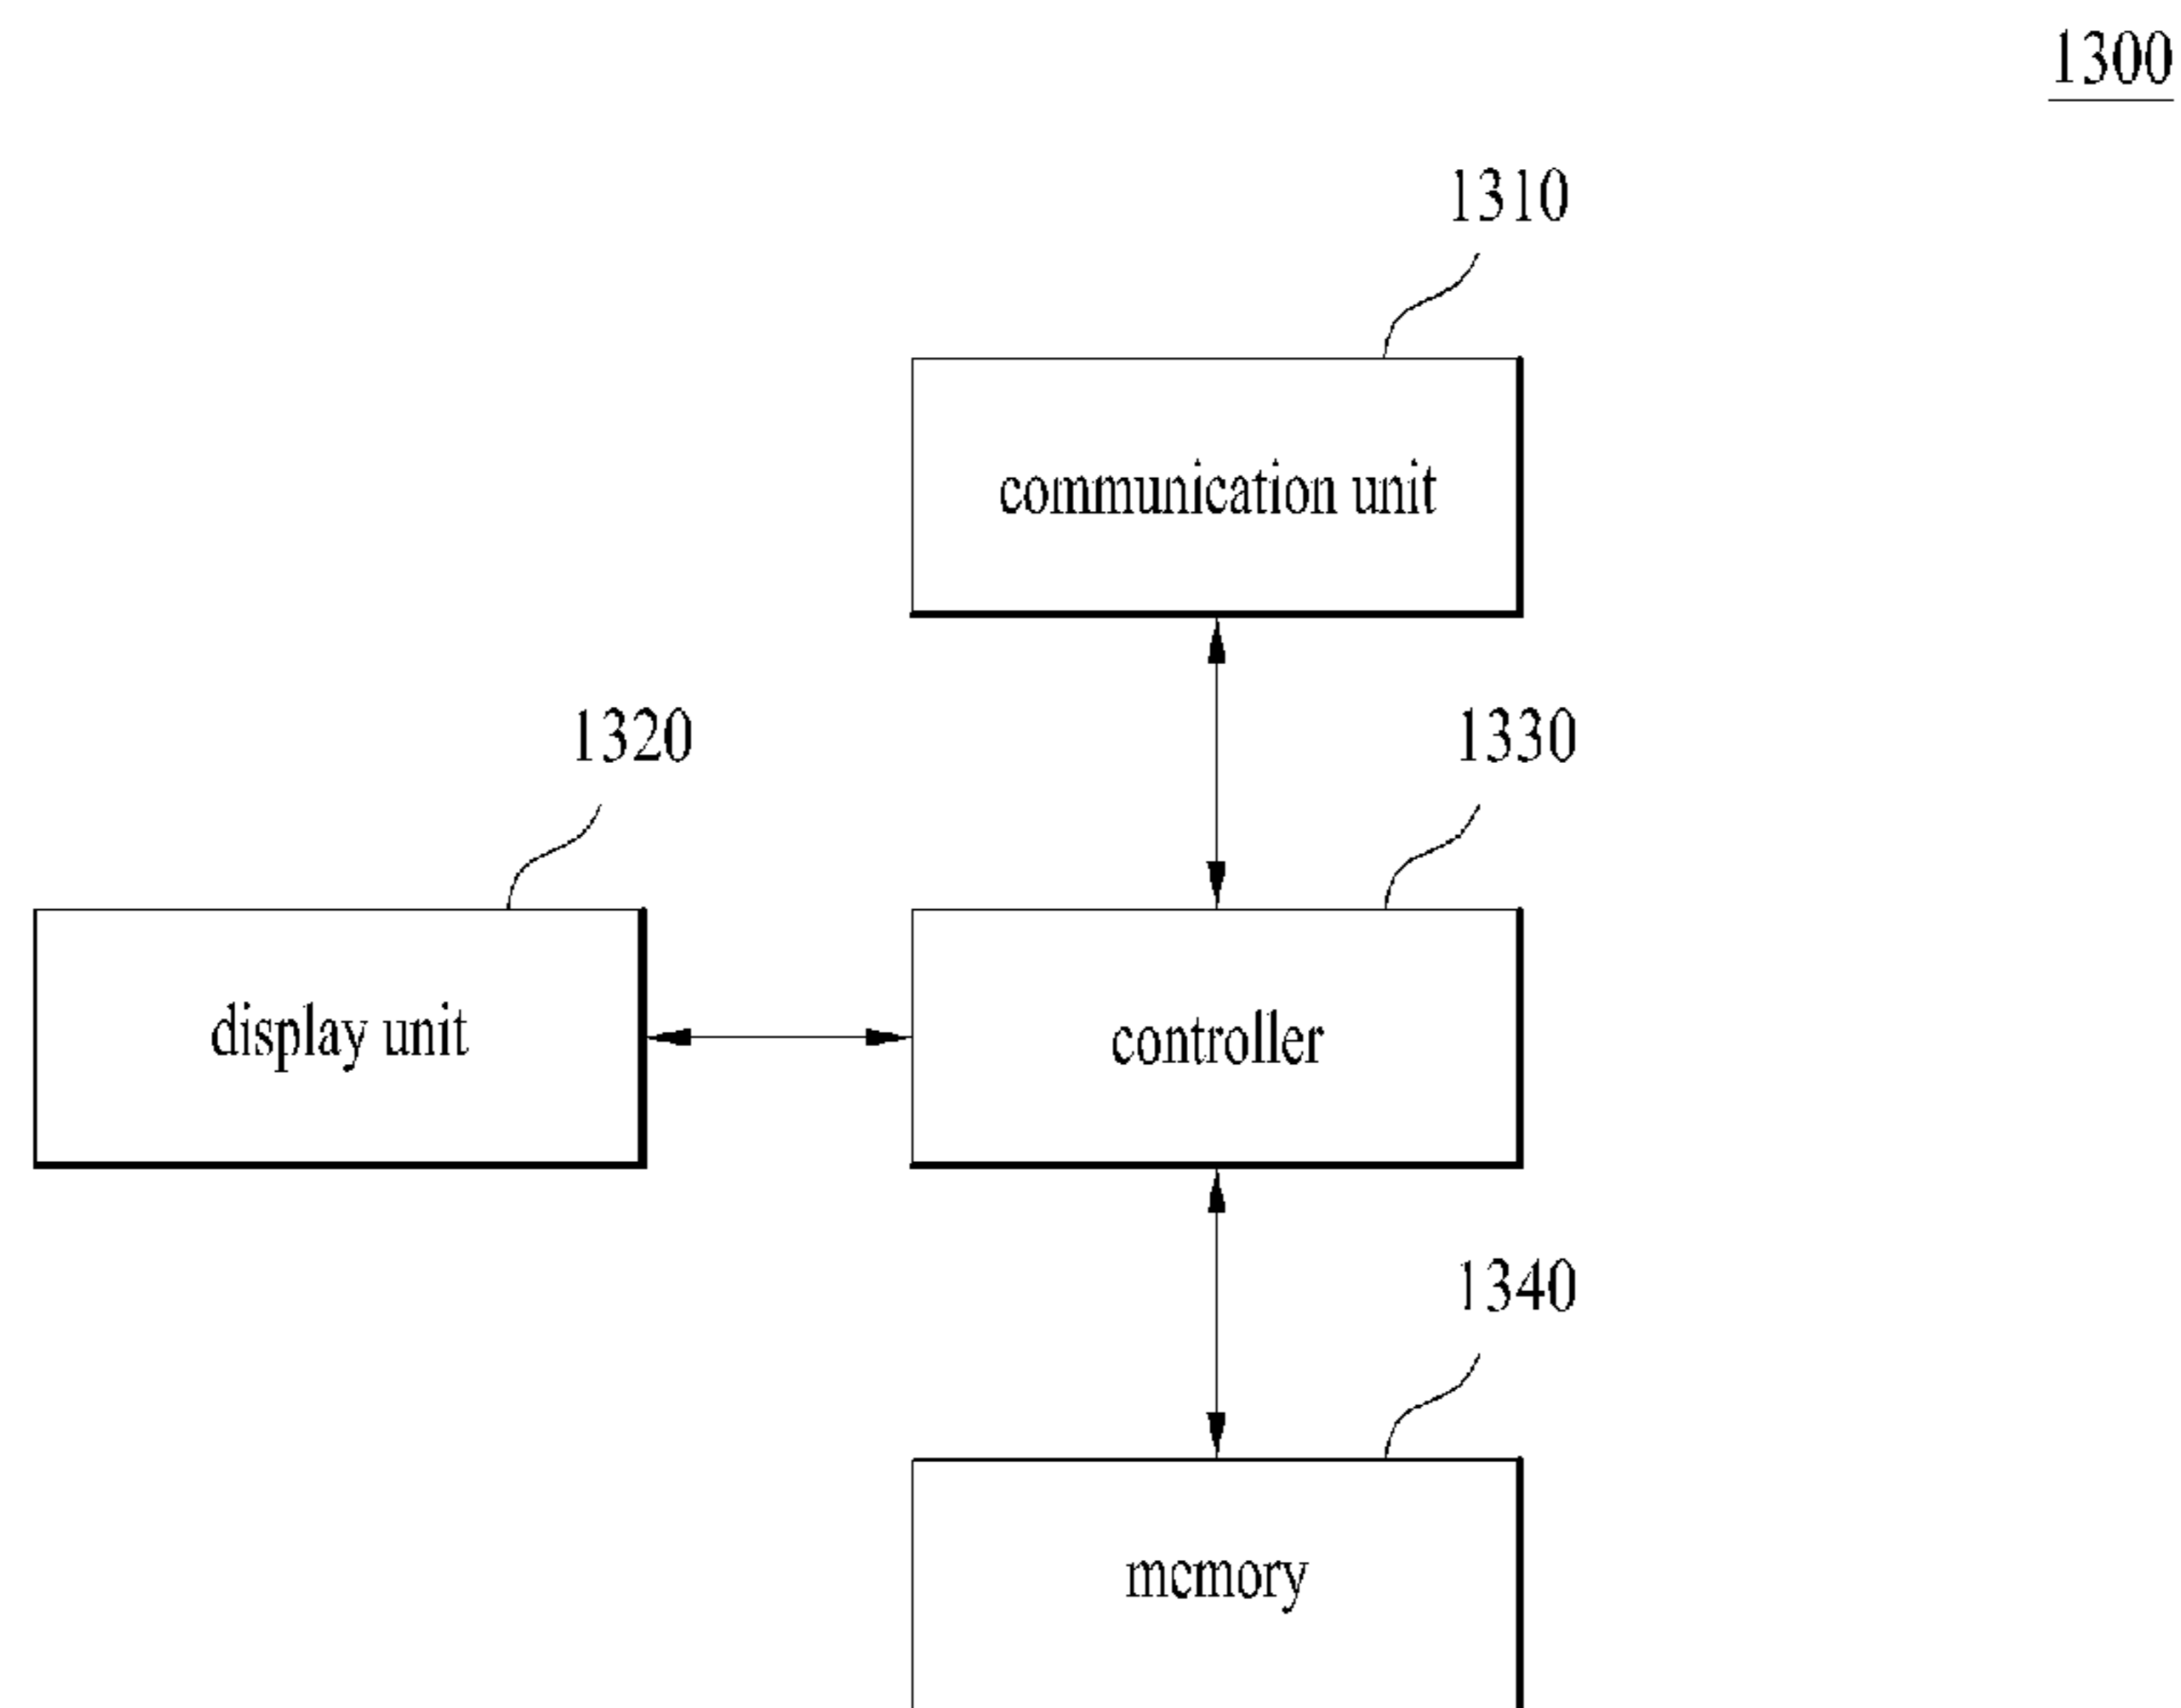 1300
1310
communication unit
1320
1330
display unit
controller
1340
memory